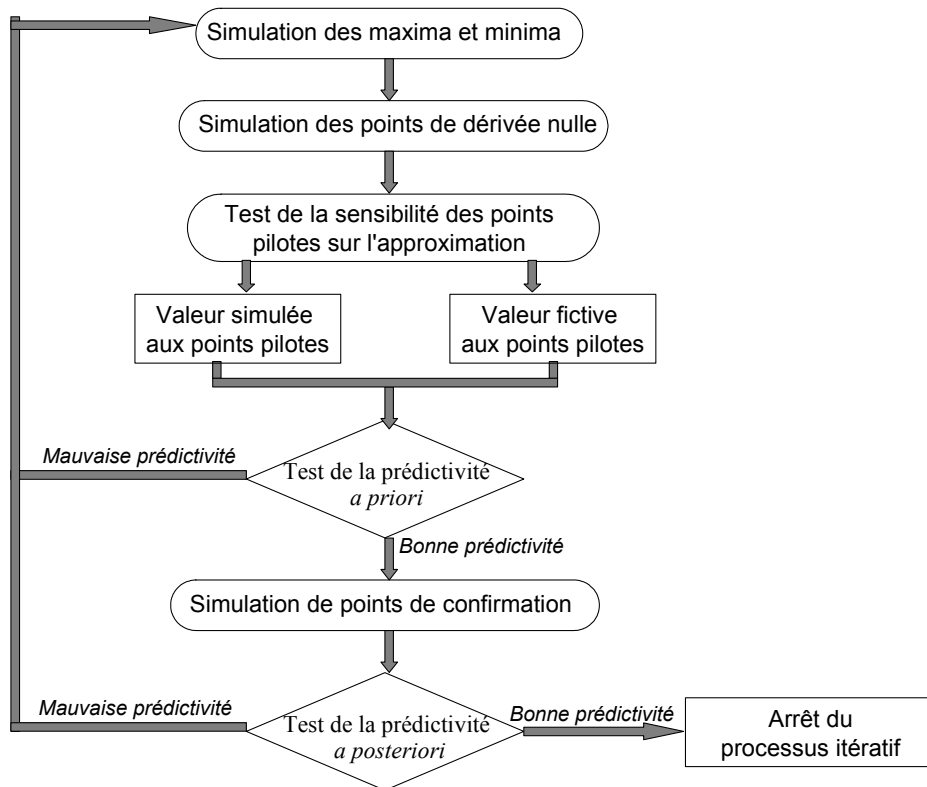 Simulation des maxima et minima
Simulation des points de dérivée nulle
Test de la sensibilité des points
pilotes sur l'approximation
Valeur simulée
aux points pilotes
Valeur fictive
aux points pilotes
Mauvaise prédictivité
Test de la prédictivité
a priori
Bonne prédictivité
Simulation de points de confirmation
Mauvaise prédictivité
Test de la prédictivité
a posteriori
Bonne prédictivité
Arrêt du
processus itératif